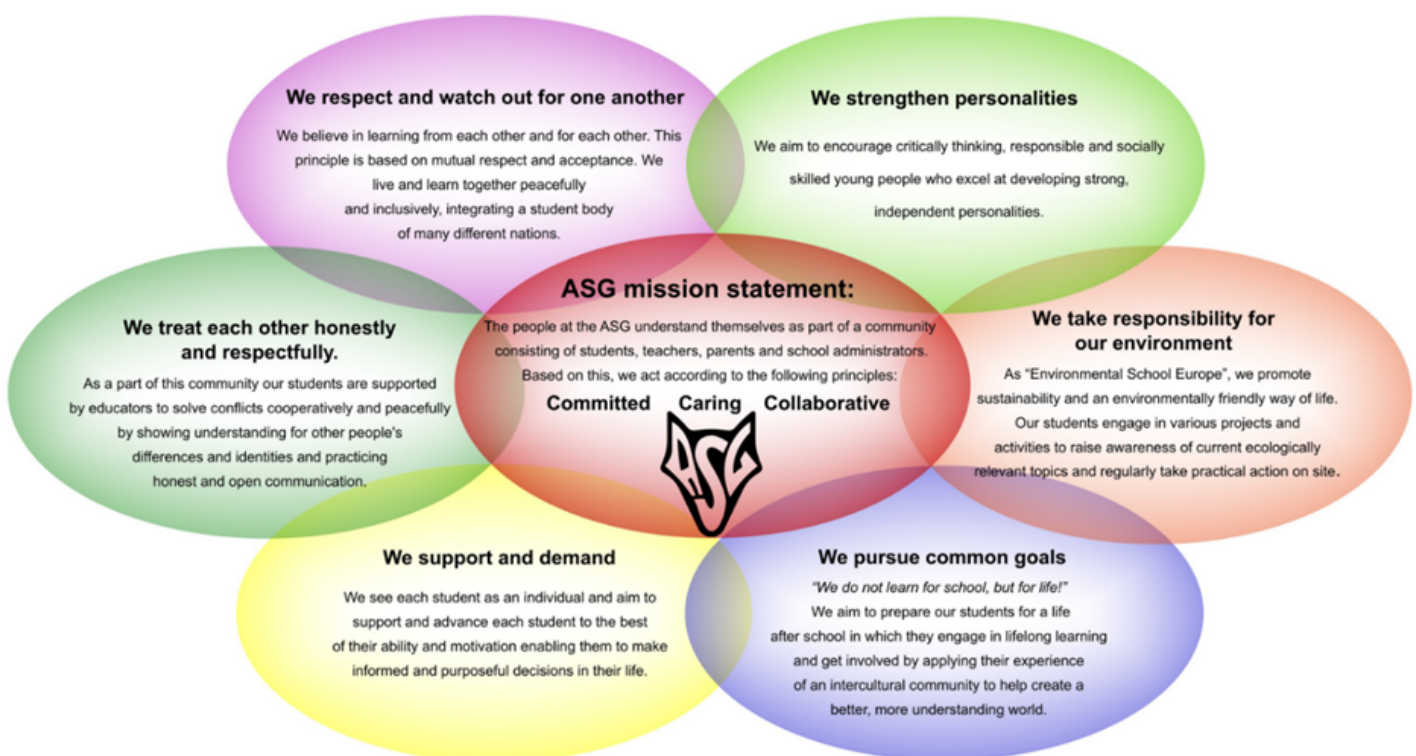 We respect and watch out for one another
We believe in learning from each other and for each other. This
principle is based on mutual respect and acceptance. We
live and learn together peacefully
and inclusively, integrating a student body
of many different nations.
We strengthen personalities
We aim to encourage critically thinking, responsible and socially
skilled young people who excel at developing strong,
independent personalities.
We treat each other honestly
and respectfully.
As a part of this community our students are supported
by educators to solve conflicts cooperatively and peacefully
by showing understanding for other people's
differences and identities and practicing
honest and open communication.
ASG mission statement:
The people at the ASG understand themselves as part of a community
consisting of students, teachers, parents and school administrators.
Based on this, we act according to the following principles:
Committed Caring Collaborative
ASG
We take responsibility for
our environment
As “Environmental School Europe”, we promote
sustainability and an environmentally friendly way of life.
Our students engage in various projects and
activities to raise awareness of current ecologically
relevant topics and regularly take practical action on site.
We support and demand
We see each student as an individual and aim to
support and advance each student to the best
of their ability and motivation enabling them to make
informed and purposeful decisions in their life.
We pursue common goals
“We do not learn for school, but for life!”
We aim to prepare our students for a life
after school in which they engage in lifelong learning
and get involved by applying their experience
of an intercultural community to help create a
better, more understanding world.